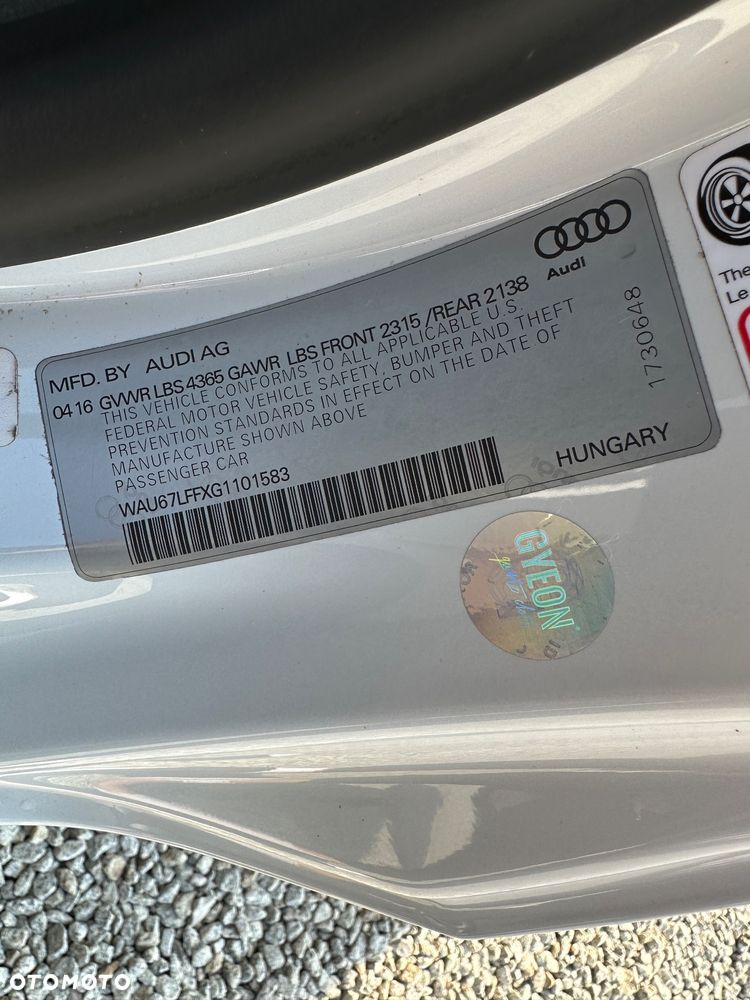 Audi
MFD. BY AUDI AG
04 16 GVWR LBS 4365 GAWR LBS FRONT 2315 /REAR 2138
THIS VEHICLE CONFORMS TO ALL APPLICABLE U.S.
FEDERAL MOTOR VEHICLE SAFETY, BUMPER AND THEFT
PREVENTION STANDARDS IN EFFECT ON THE DATE OF
MANUFACTURE SHOWN ABOVE
PASSENGER CAR
WAU67LFFXG1101583
HUNGARY
1730648
The
Le
GYEON
OTOMOTO